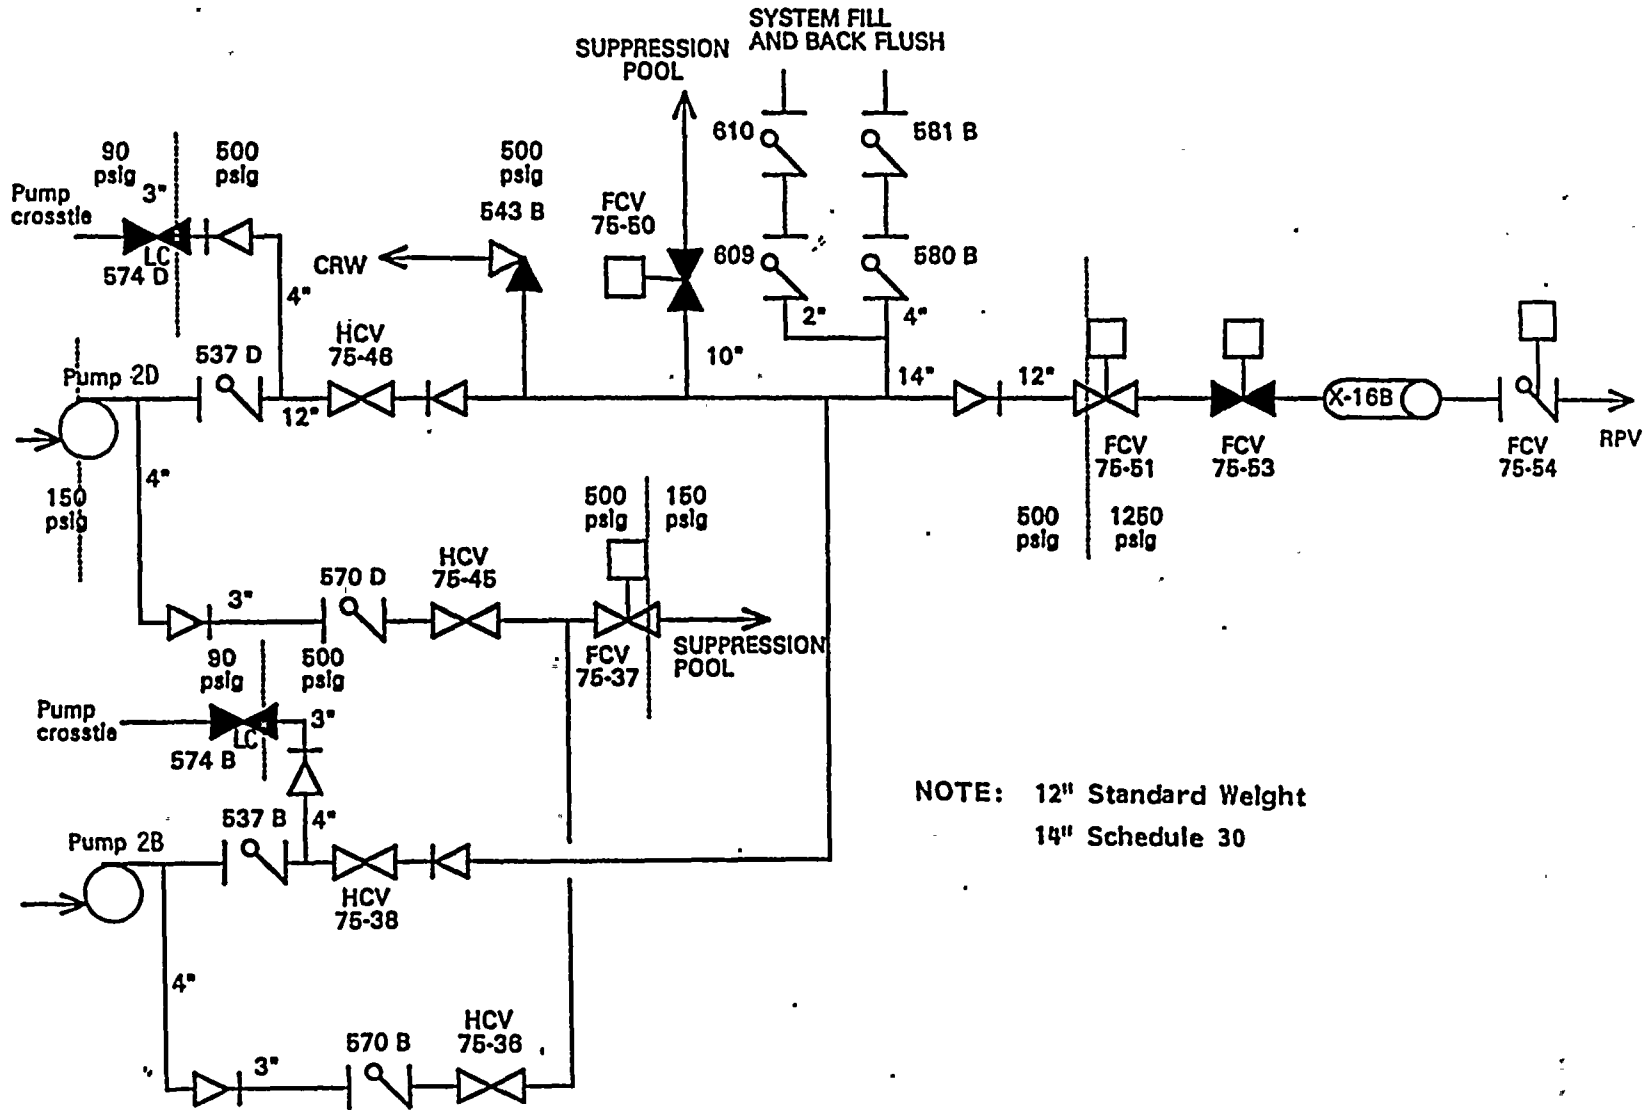 SYSTEM FILL
AND BACK FLUSH
SUPPRESSION
POOL
610
581 B
90
psig
500
psig
500
psig
3"
Pump
crosstie
FCV
75-50
543 B
609
580 B
LC
574 D
CRW
4"
2"
4"
HCV
75-46
537 D
10"
Pump 2D
14"
12"
12"
X-16B
FCV
75-51
FCV
75-53
FCV
75-54
RPV
4"
150
psig
500
psig
150
psig
500
psig
1250
psig
HCV
75-45
570 D
3"
FCV
75-37
SUPPRESSION
POOL
90
psig
500
psig
Pump
crosstie
3"
LC
574 B
NOTE: 12" Standard Weight
14" Schedule 30
537 B
4"
Pump 2B
HCV
75-38
4"
HCV
75-36
570 B
3"